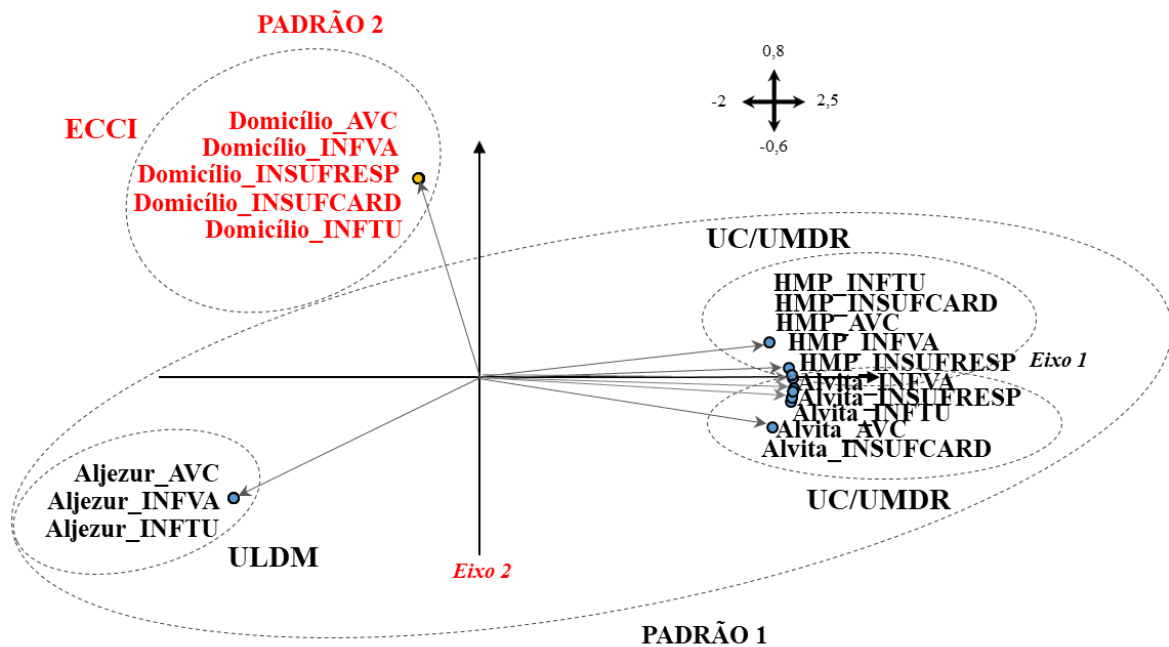 PADRÃO 2
0,8
-2
2,5
-0,6
ECCI
Domicílio_AVC
Domicílio_INFVA
Domicílio_INSUFRESP
Domicílio_INSUFCARD
Domicílio_INFTU
UC/UMDR
HMP_INFTU
HMP_INSUFCARD
HMP_AVC
HMP_INFVA
HMP_INSUFRESP
Eixo 1
Alvita_INFVA
Alvita_INSUFRESP
Alvita_INFTU
Alvita_AVC
Alvita_INSUFCARD
UC/UMDR
Aljezur_AVC
Aljezur_INFVA
Aljezur_INFTU
ULDM
Eixo 2
PADRÃO 1